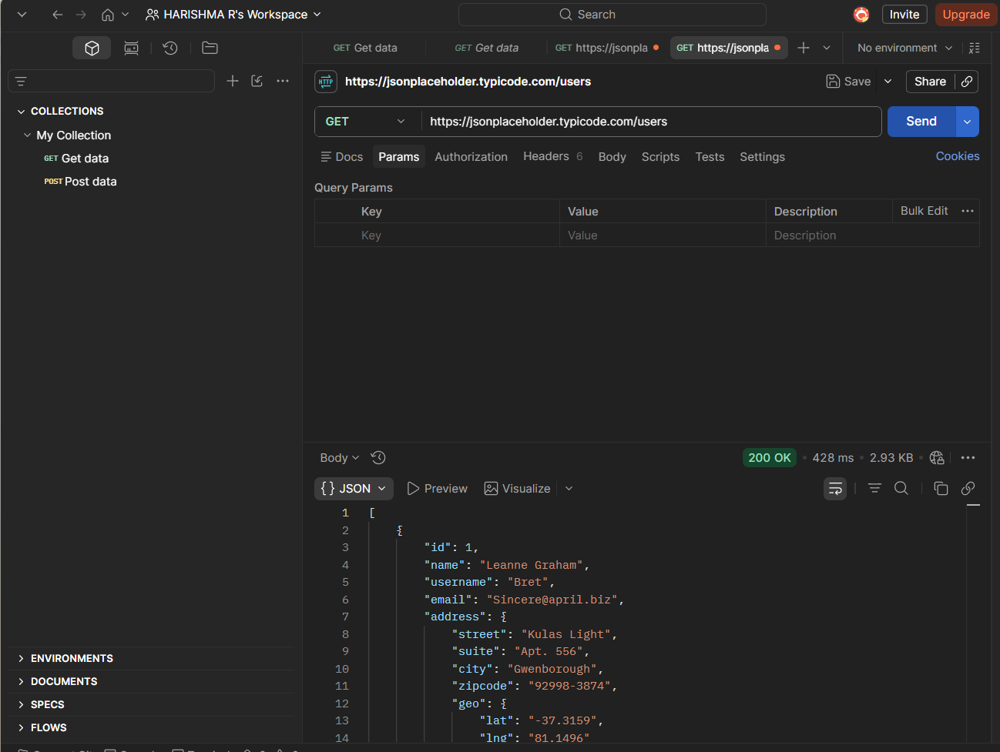 HARISHMA R's Workspace
Search
Invite
Upgrade
GET Get data
GET Get data
GET https://jsonpla
GET https://jsonpla
No environment
HTTP
https://jsonplaceholder.typicode.com/users
Save
Share
COLLECTIONS
My Collection
GET Get data
POST Post data
GET
https://jsonplaceholder.typicode.com/users
Send
Docs
Params
Authorization
Headers 6
Body
Scripts
Tests
Settings
Cookies
Query Params
Key
Value
Description
Bulk Edit
Key
Value
Description
Body
200 OK
428 ms
2.93 KB
{} JSON
Preview
Visualize
1 [
2 {
3 "id": 1,
4 "name": "Leanne Graham",
5 "username": "Bret",
6 "email": "Sincere@april.biz",
7 "address": {
8 "street": "Kulas Light",
9 "suite": "Apt. 556",
10 "city": "Gwenborough",
11 "zipcode": "92998-3874",
12 "geo": {
13 "lat": "-37.3159",
14 "lng": "81.1496"
ENVIRONMENTS
DOCUMENTS
SPECS
FLOWS